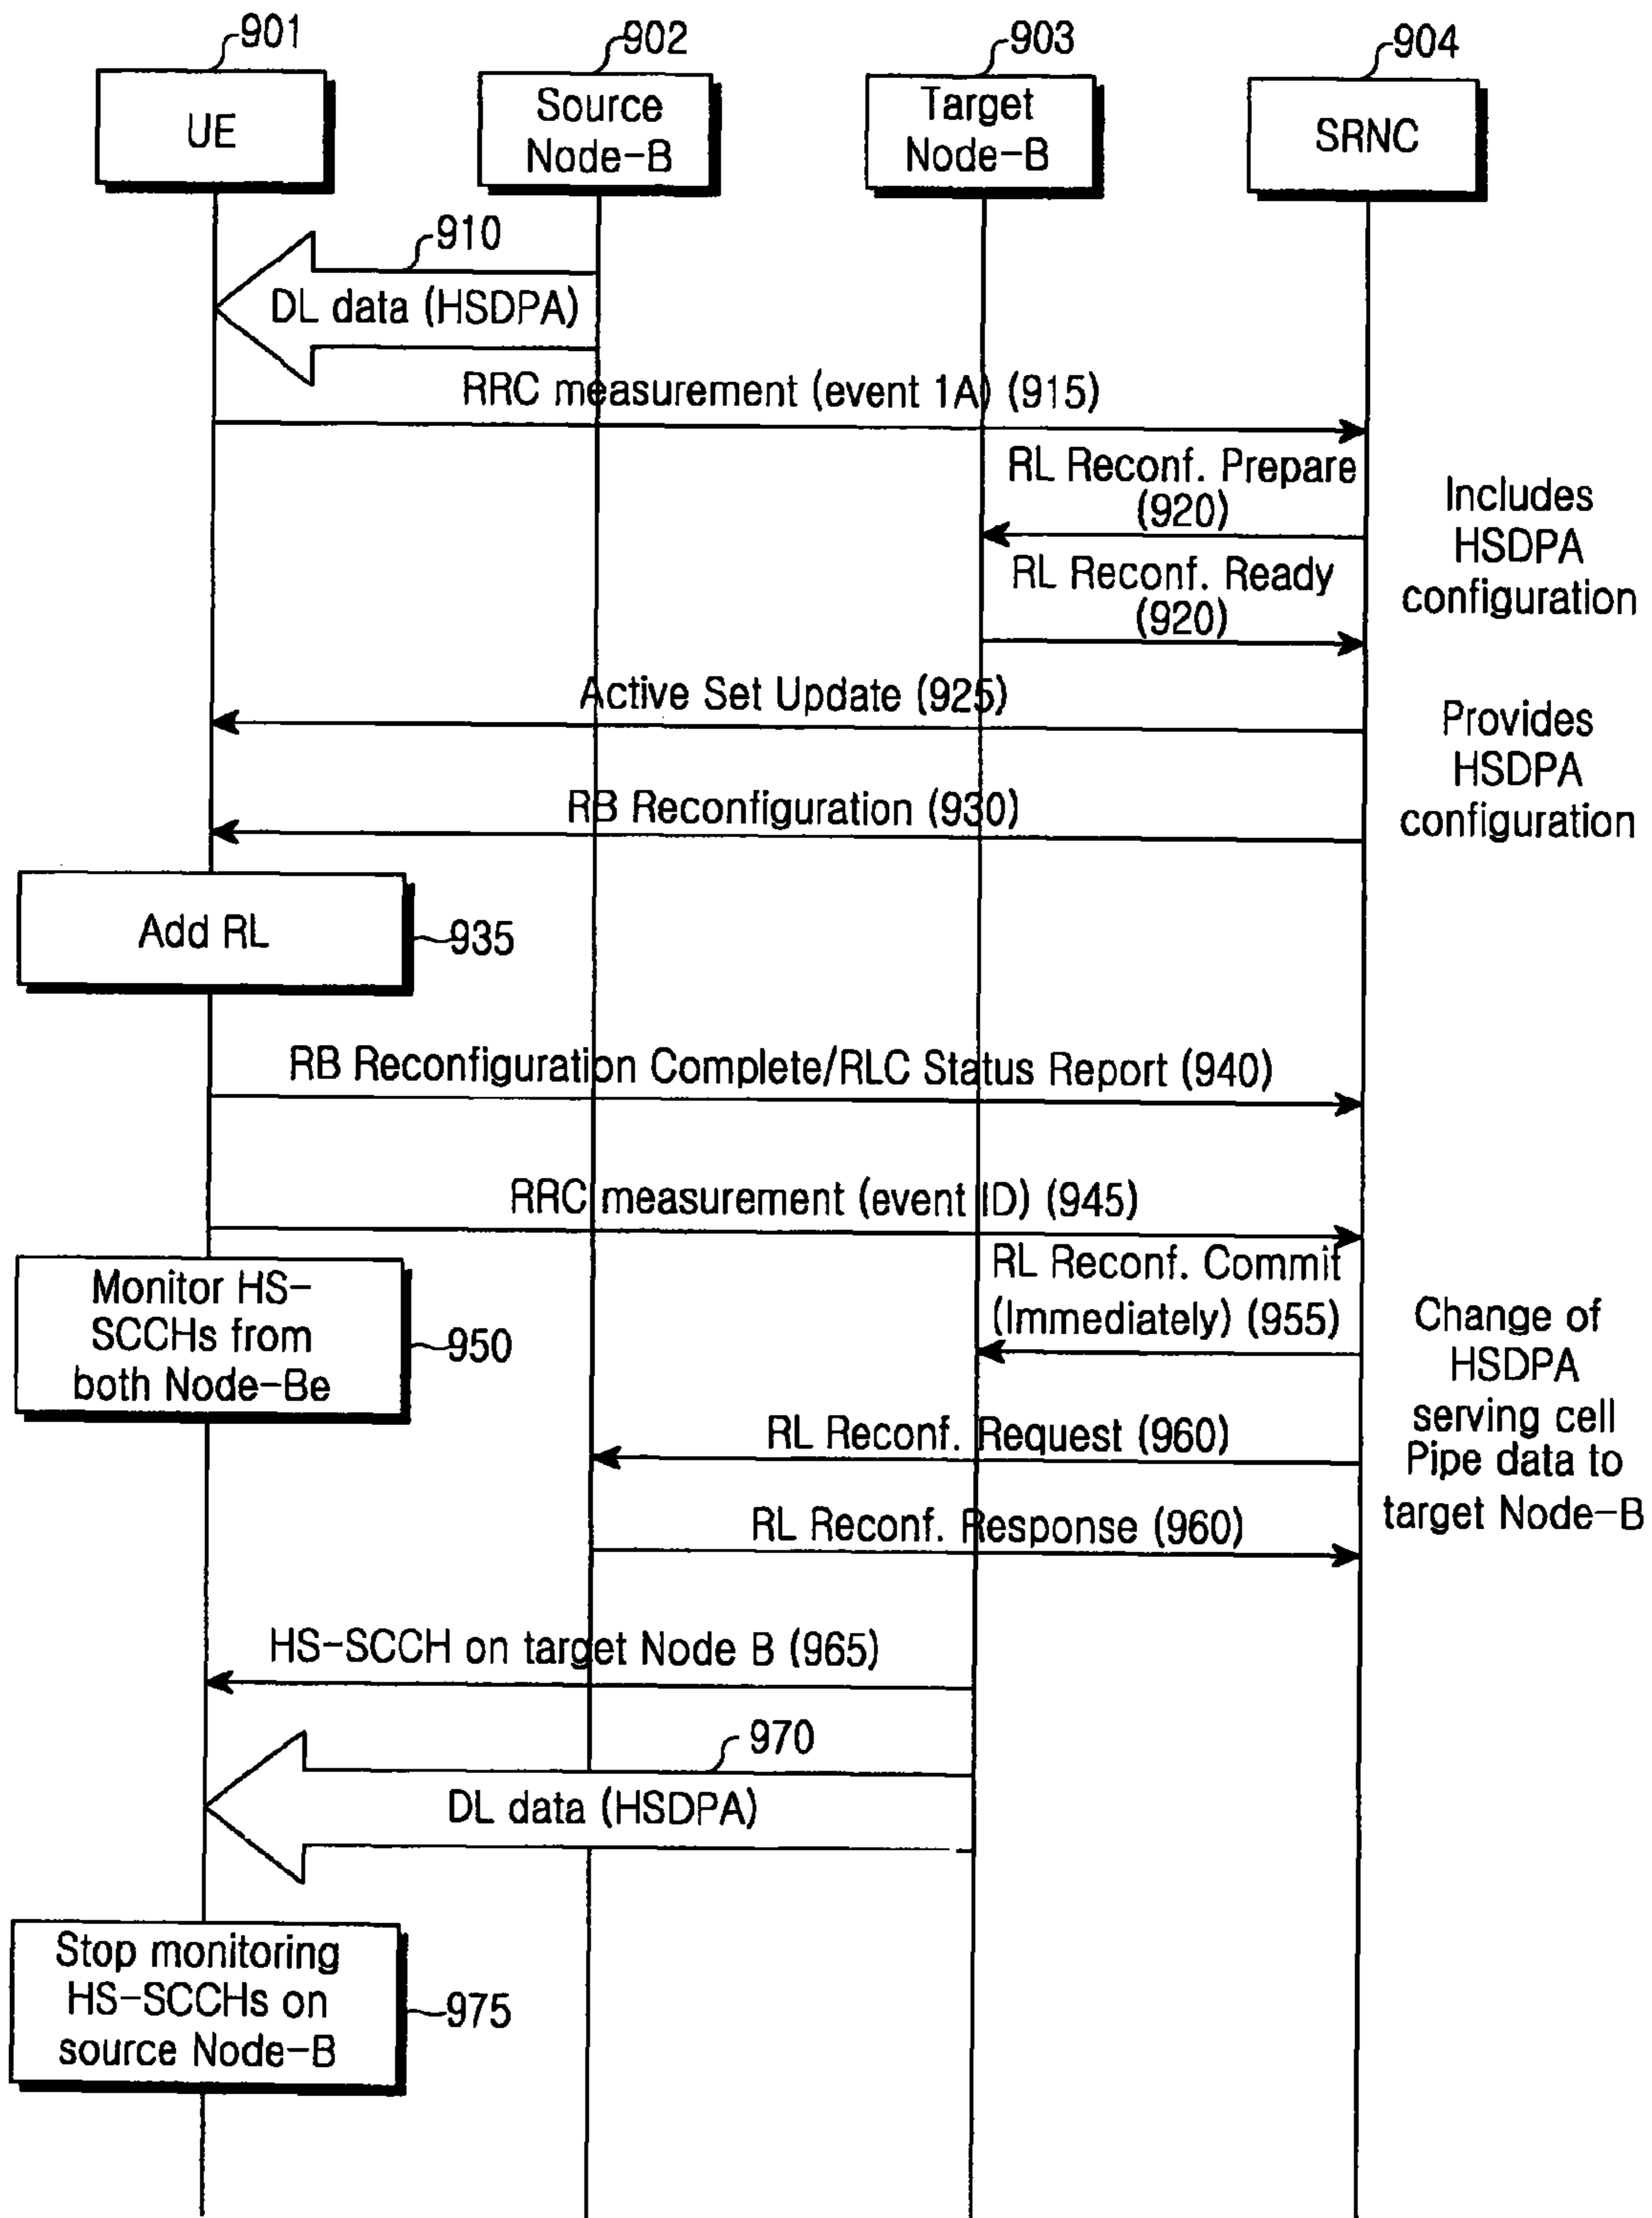 901
902
903
904
UE
Source
Node-B
Target
Node-B
SRNC
910
DL data (HSDPA)
RRC measurement (event 1A) (915)
RL Reconf. Prepare
(920)
Includes
HSDPA
configuration
RL Reconf. Ready
(920)
Active Set Update (925)
Provides
HSDPA
configuration
RB Reconfiguration (930)
Add RL
935
RB Reconfiguration Complete/RLC Status Report (940)
RRC measurement (event ID) (945)
Monitor HS-
SCCHs from
both Node-Be
950
RL Reconf. Commit
(Immediately) (955)
Change of
HSDPA
serving cell
Pipe data to
target Node-B
RL Reconf. Request (960)
RL Reconf. Response (960)
HS-SCCH on target Node B (965)
970
DL data (HSDPA)
Stop monitoring
HS-SCCHs on
source Node-B
975